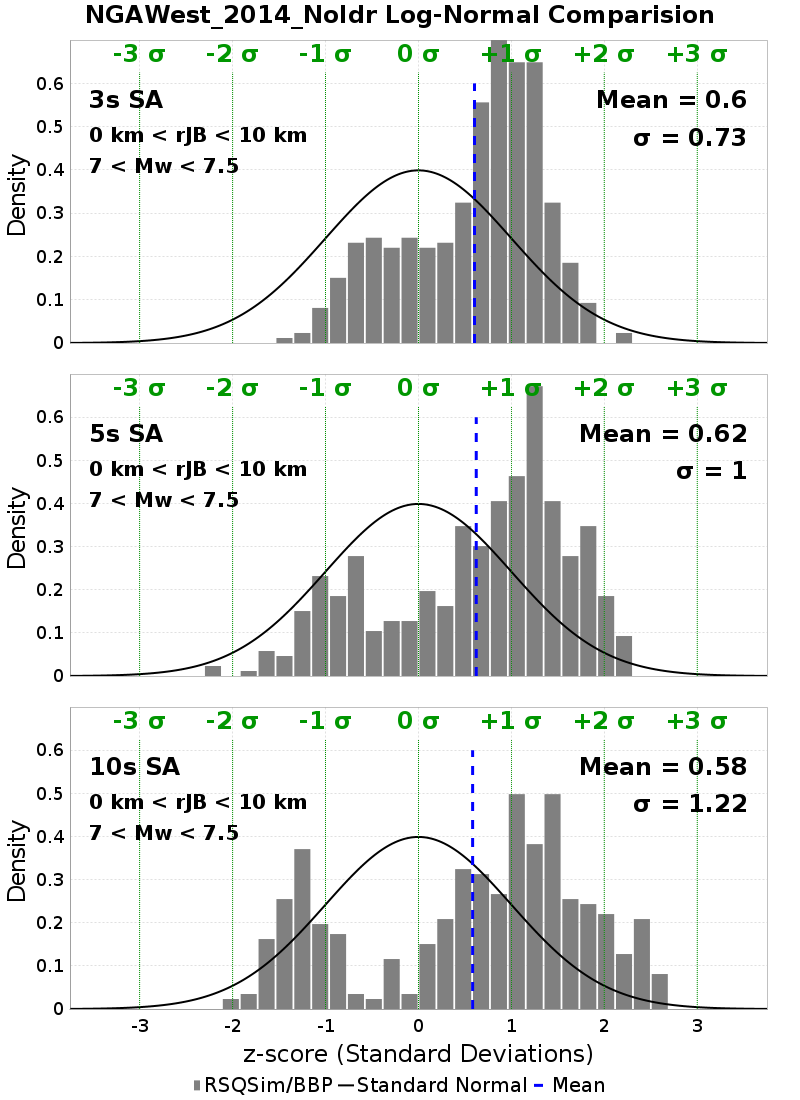 NGAWest_2014_NoIdr Log-Normal Comparision
-3 σ -2 σ -1 σ 0 σ +1 σ +2 σ +3 σ
3s SA
Mean = 0.6
0 km < rJB < 10 km
σ = 0.73
7 < Mw < 7.5
Density
0.6
0.5
0.4
0.3
0.2
0.1
0
-3 σ -2 σ -1 σ 0 σ +1 σ +2 σ +3 σ
5s SA
Mean = 0.62
0 km < rJB < 10 km
σ = 1
7 < Mw < 7.5
Density
0.6
0.5
0.4
0.3
0.2
0.1
0
-3 σ -2 σ -1 σ 0 σ +1 σ +2 σ +3 σ
10s SA
Mean = 0.58
0 km < rJB < 10 km
σ = 1.22
7 < Mw < 7.5
Density
0.6
0.5
0.4
0.3
0.2
0.1
0
-3 -2 -1 0 1 2 3
z-score (Standard Deviations)
RSQSim/BBP Standard Normal Mean